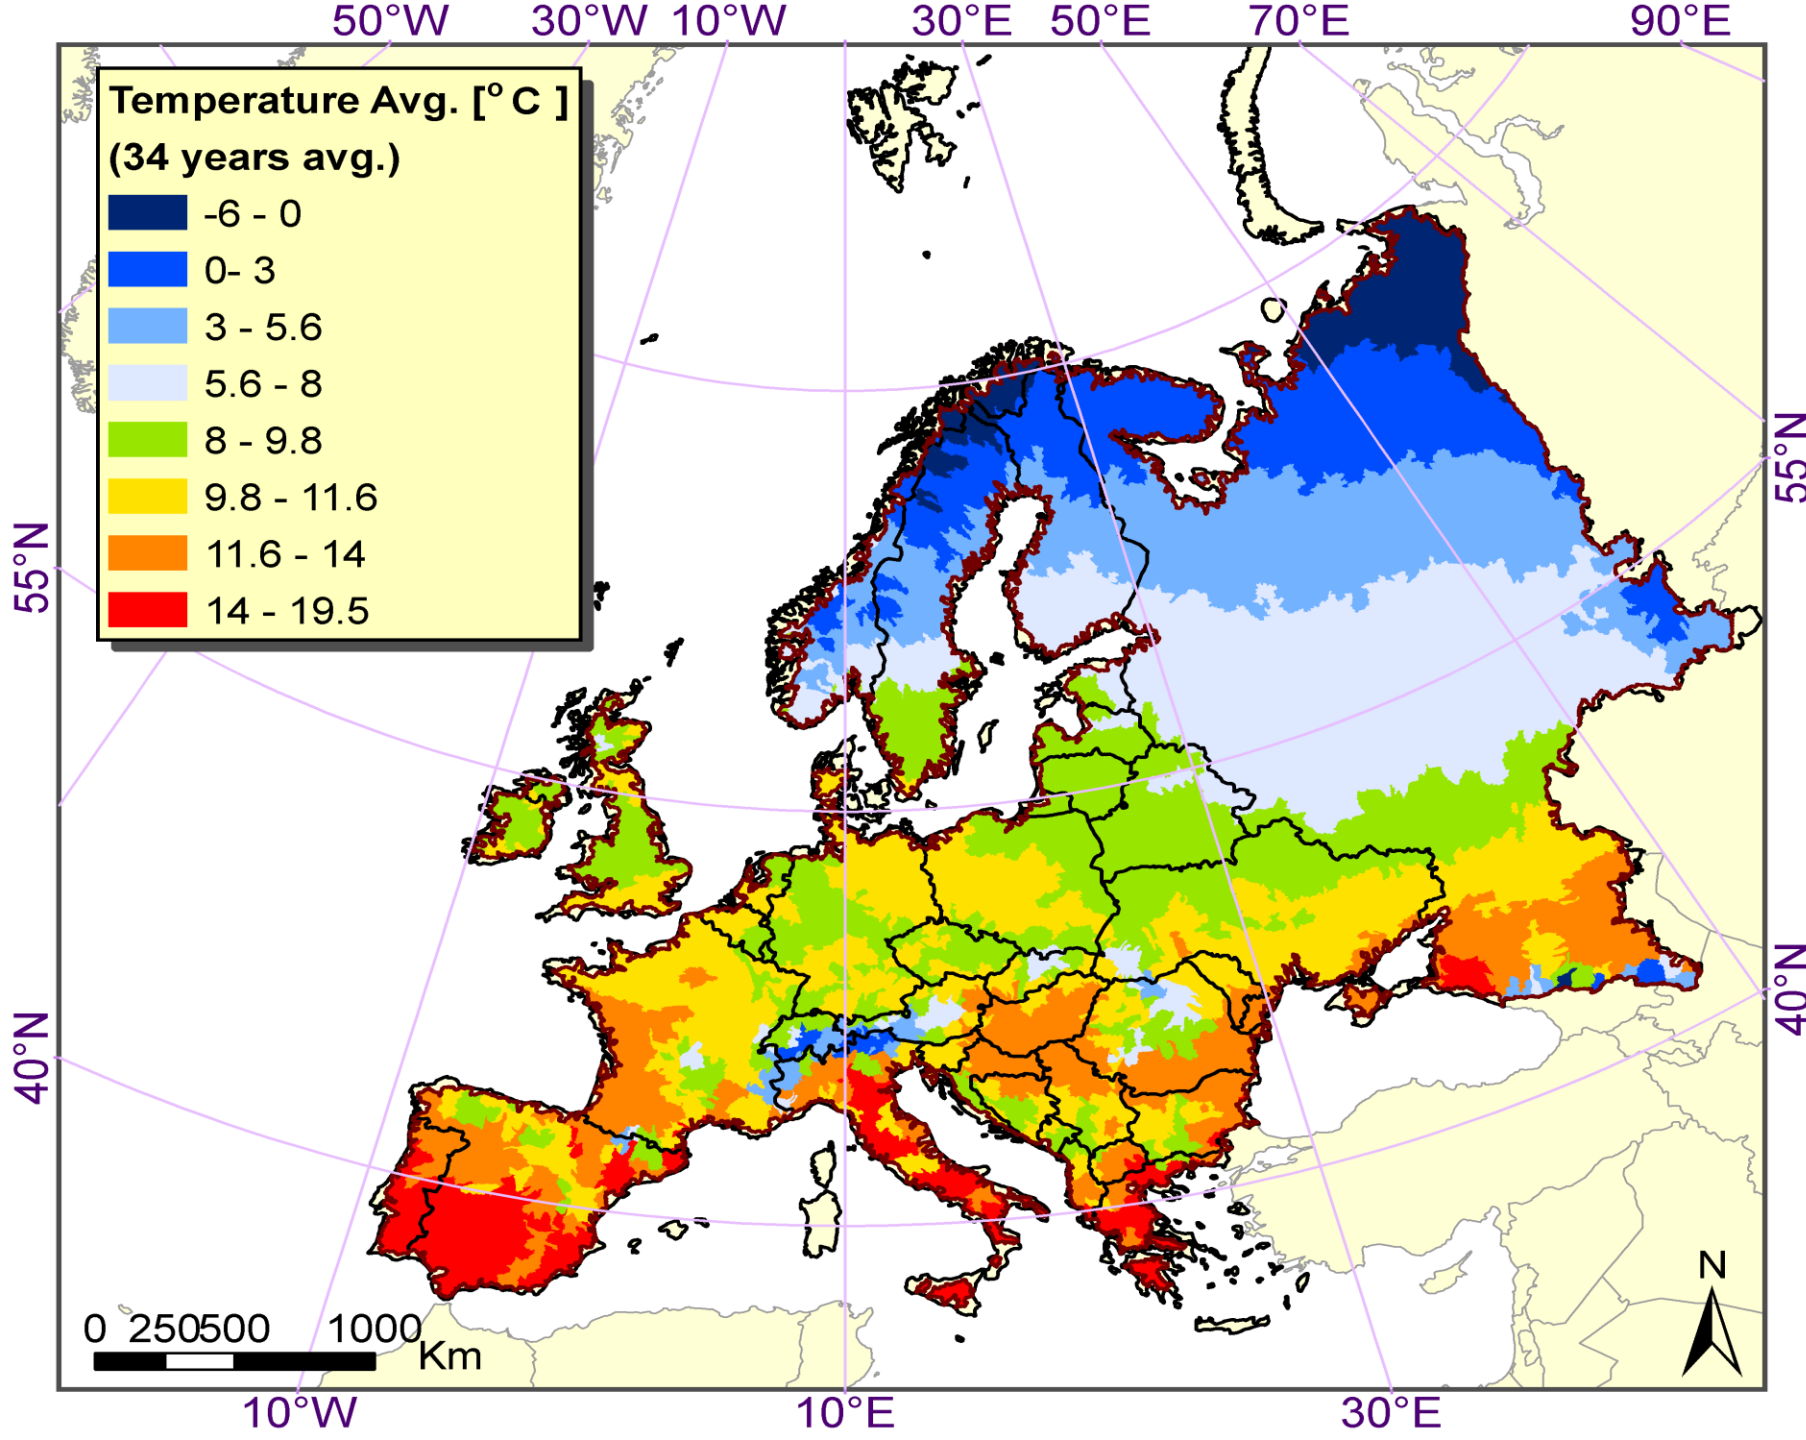 50°W 30°W 10°W 30°E 50°E 70°E 90°E
Temperature Avg. [°C ]
(34 years avg.)
-6 - 0
0- 3
3 - 5.6
5.6 - 8
8 - 9.8
9.8 - 11.6
11.6 - 14
14 - 19.5
55°N
55°N
40°N
40°N
N
0 250 500 1000
Km
10°W 10°E 30°E